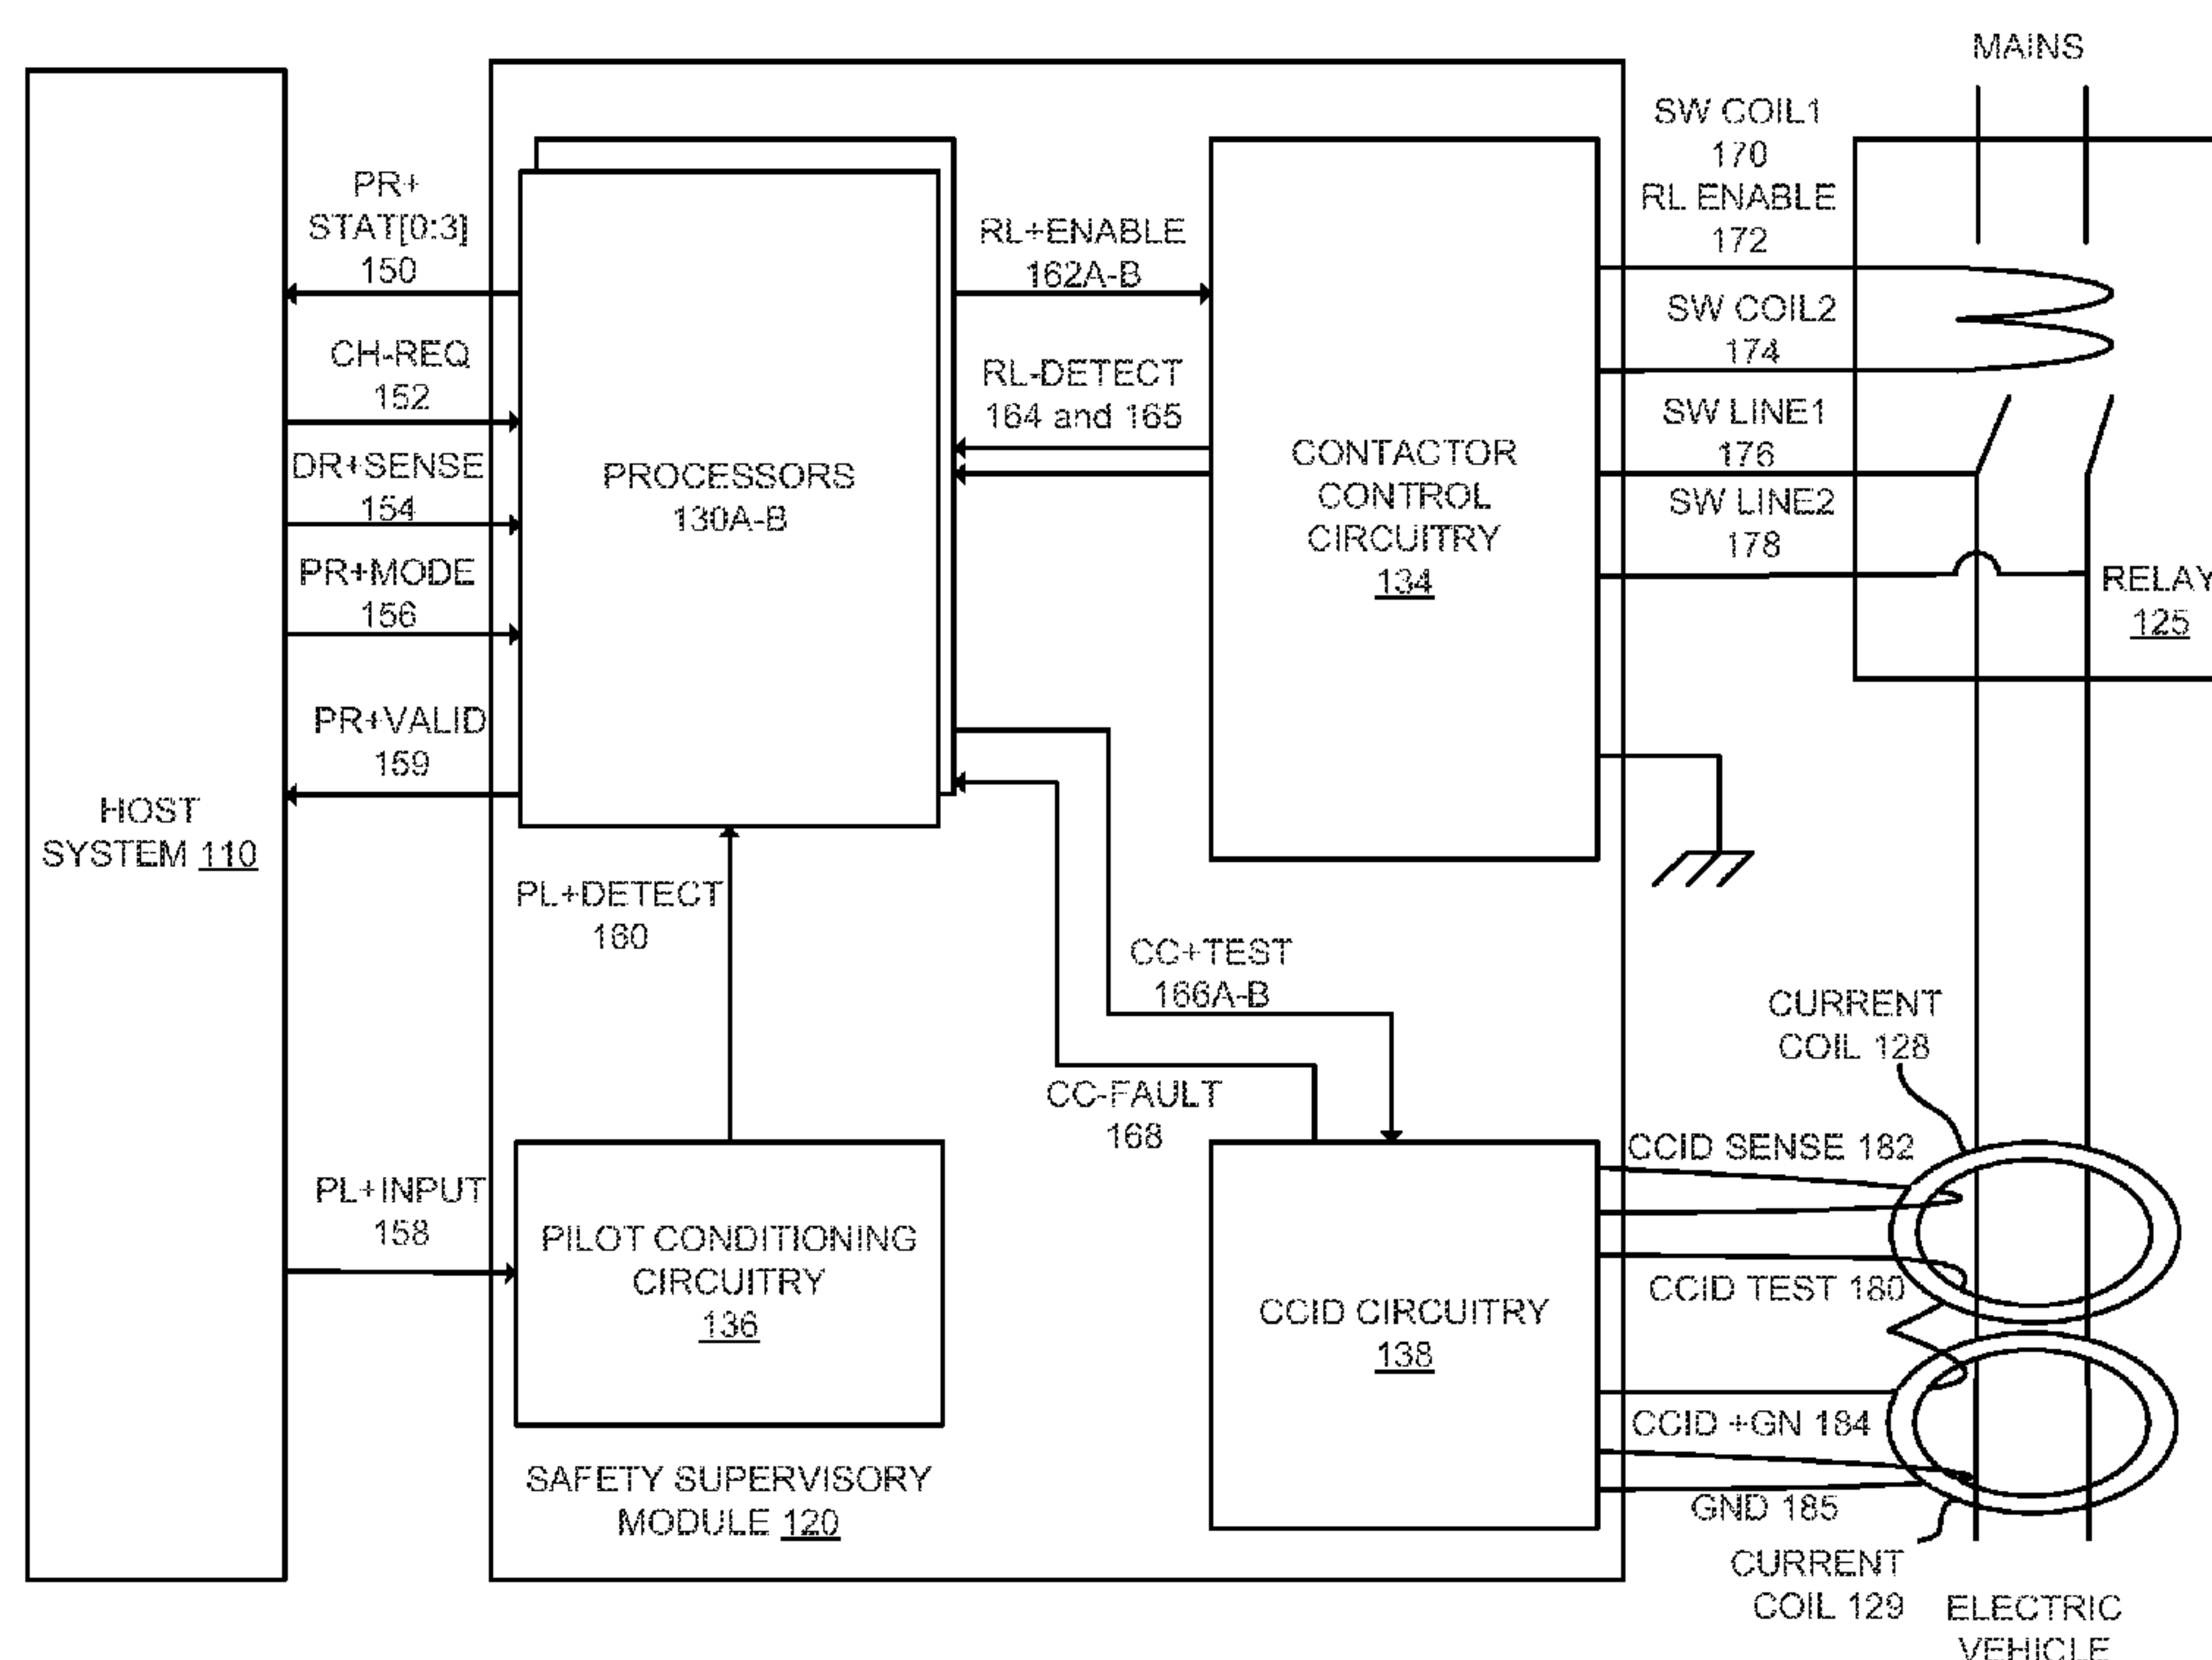 MAINS
SW COIL1
170
RL ENABLE
172
SW COIL2
174
SW LINE1
176
SW LINE2
178
RELAY
125
PR+
STAT[0:3]
150
CH-REQ
152
DR+SENSE
154
PR+MODE
156
PR+VALID
159
HOST
SYSTEM 110
PL+INPUT
158
PROCESSORS
130A-B
RL+ENABLE
162A-B
RL-DETECT
164 and 165
CONTACTOR
CONTROL
CIRCUITRY
134
PL+DETECT
160
CC+TEST
166A-B
CC-FAULT
168
PILOT CONDITIONING
CIRCUITRY
136
SAFETY SUPERVISORY
MODULE 120
CCID CIRCUITRY
138
CURRENT
COIL 128
CCID SENSE 182
CCID TEST 180
CCID +GN 184
GND 185
CURRENT
COIL 129
ELECTRIC
VEHICLE